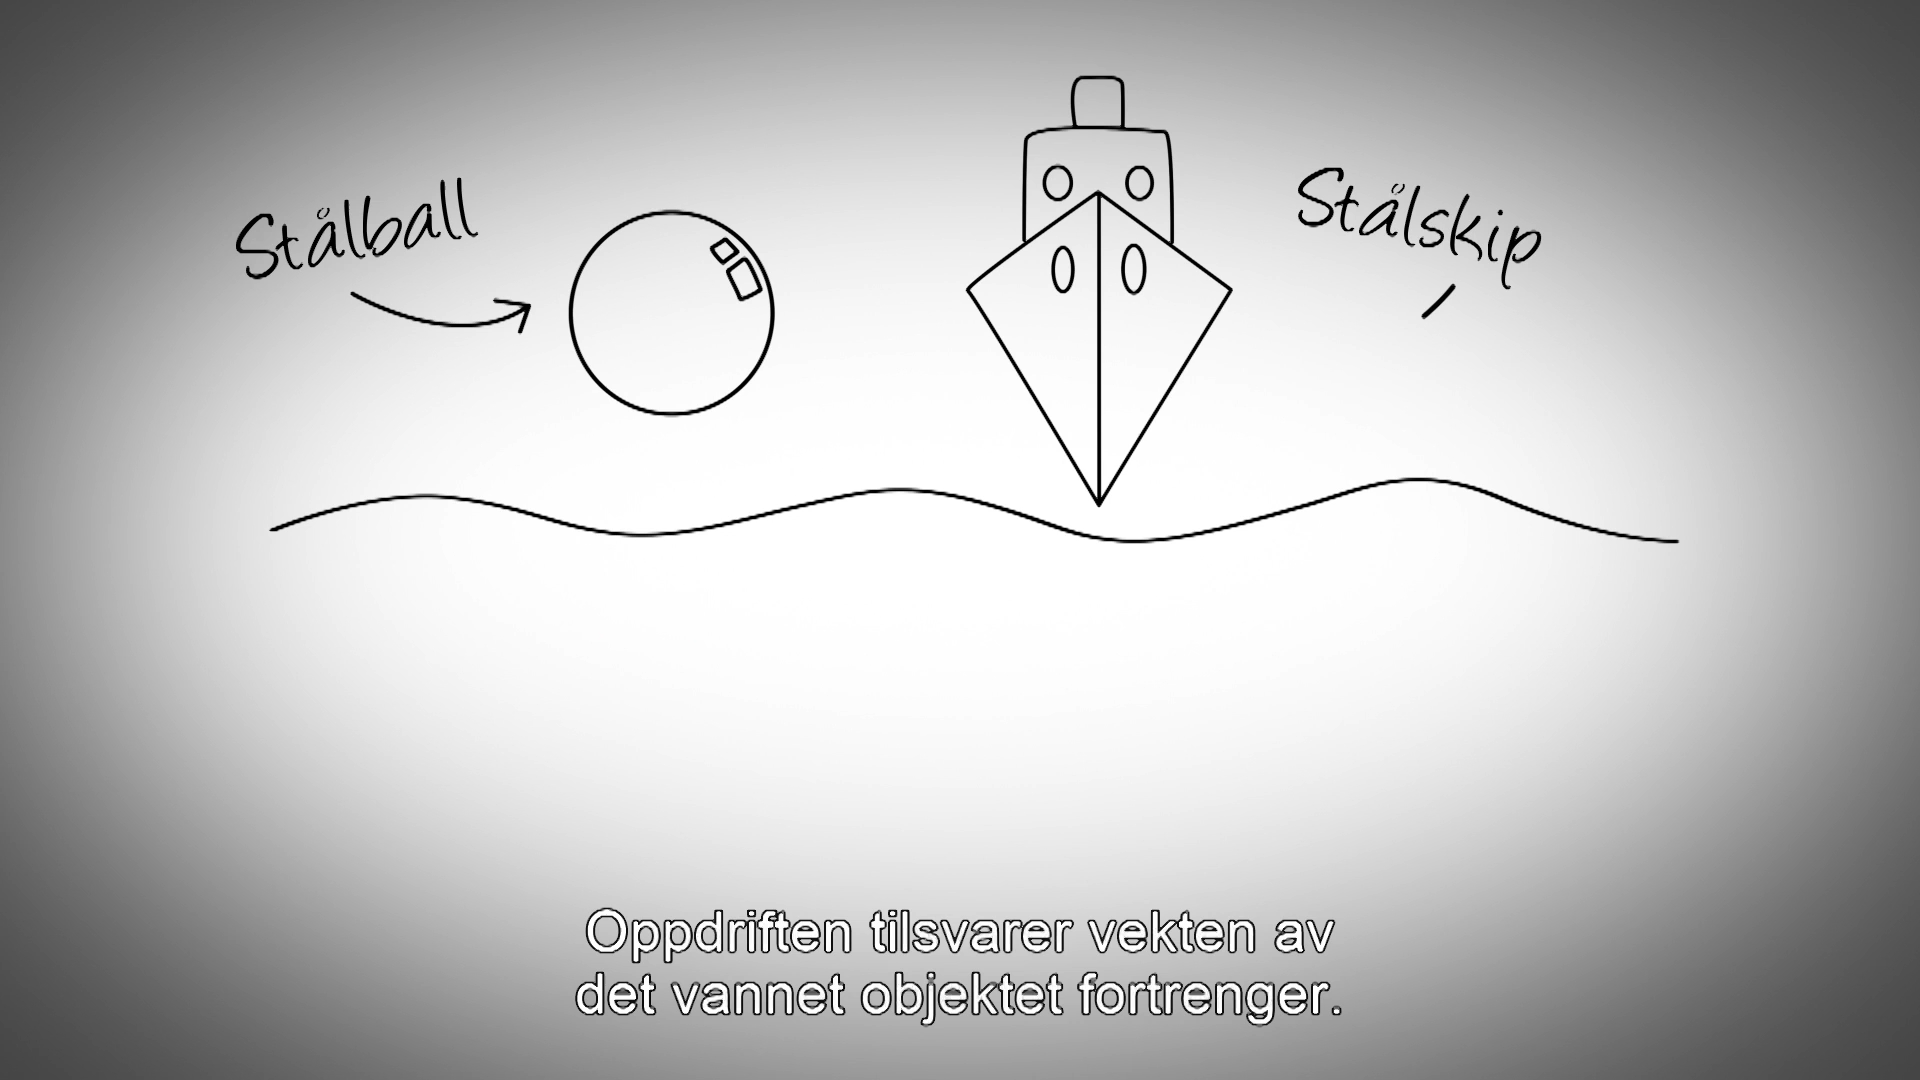 Stålball
Stålskip
Oppdriften tilsvarer vekten av
det vannet objektet fortrenger.